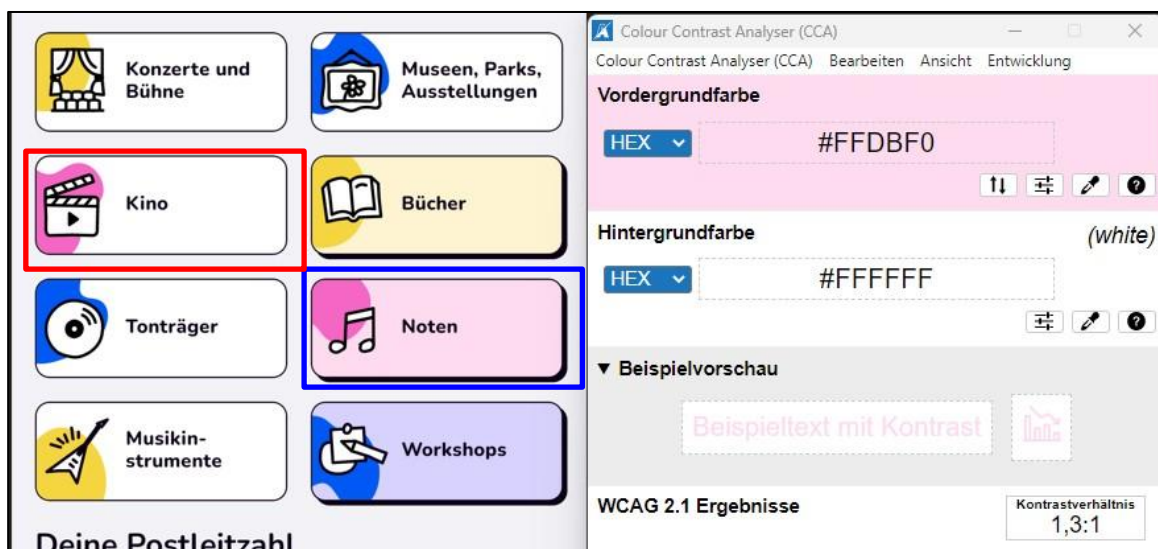 Konzerte und
Bühne
Museen, Parks,
Ausstellungen
Kino
Bücher
Tonträger
Noten
Musikin-
strumente
Workshops
Deine Postleitzahl
Colour Contrast Analyser (CCA)
Colour Contrast Analyser (CCA) Bearbeiten Ansicht Entwicklung
Vordergrundfarbe
HEX #FFDBF0
Hintergrundfarbe (white)
HEX #FFFFFF
▼ Beispielvorschau
Beispieltext mit Kontrast
WCAG 2.1 Ergebnisse
Kontrastverhältnis
1,3:1